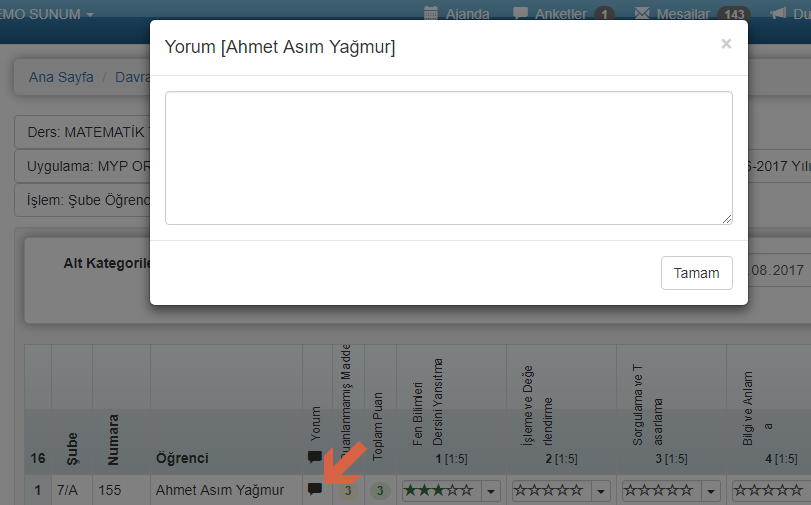 EMO SUNUM
Ajanda
Anketler 1
Mesajlar 143
Du
Yorum [Ahmet Asım Yağmur]
×
Ana Sayfa / Davra
Ders: MATEMATİK
Uygulama: MYP OR
6-2017 Yılı
İşlem: Şube Öğrenc
Tamam
Alt Kategorile
.08.2017
16
Şube
Numara
Öğrenci
Yorum
Puanlanmamış Madde
Toplam Puan
Fen Bilimleri
Dersini Yansıtma
1 [1:5]
İşleme ve Değe
rlendirme
2 [1:5]
Sorgulama ve T
asarlama
3 [1:5]
Bilgi ve Anlam
a
4 [1:5]
1 7/A 155 Ahmet Asım Yağmur 3 3